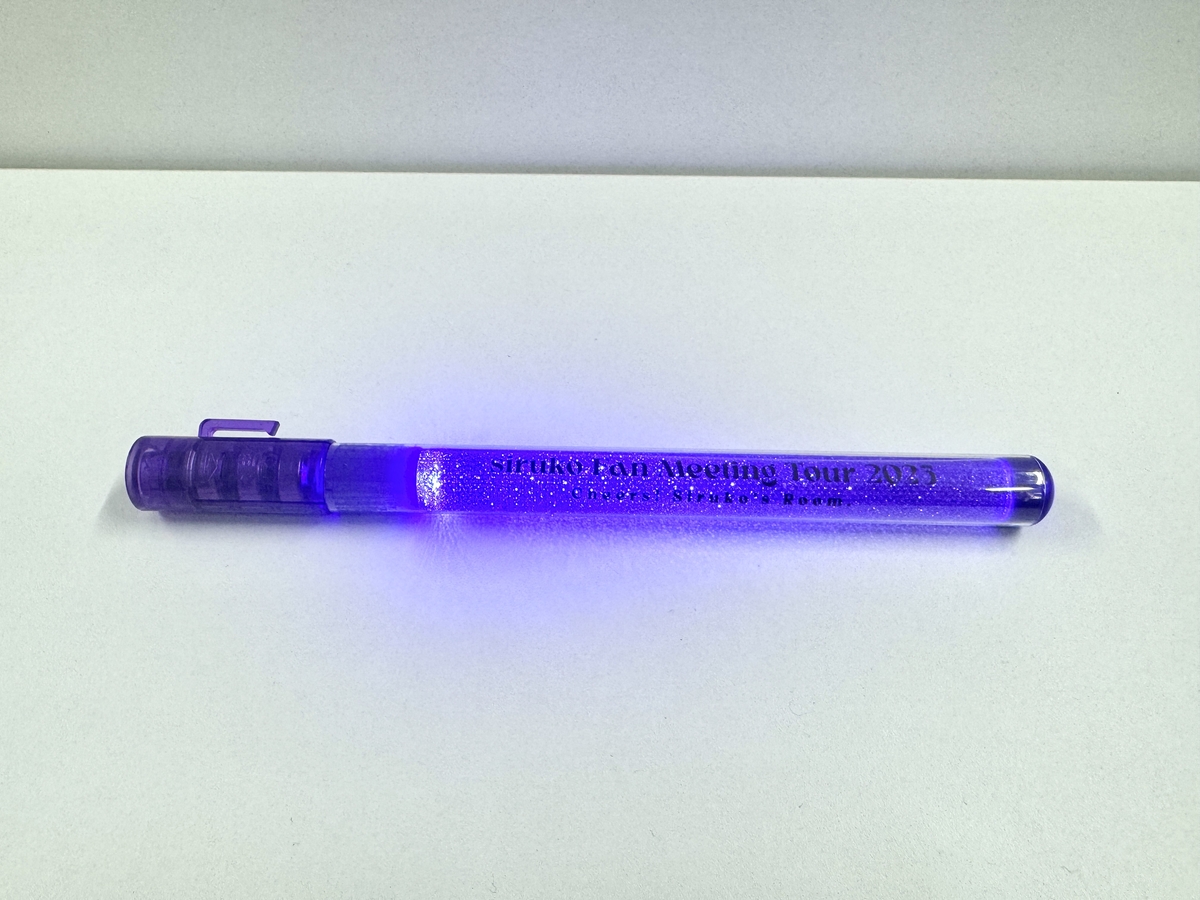 siruko Fan Meeting Tour 2023
Cheers! Siruko's Room.